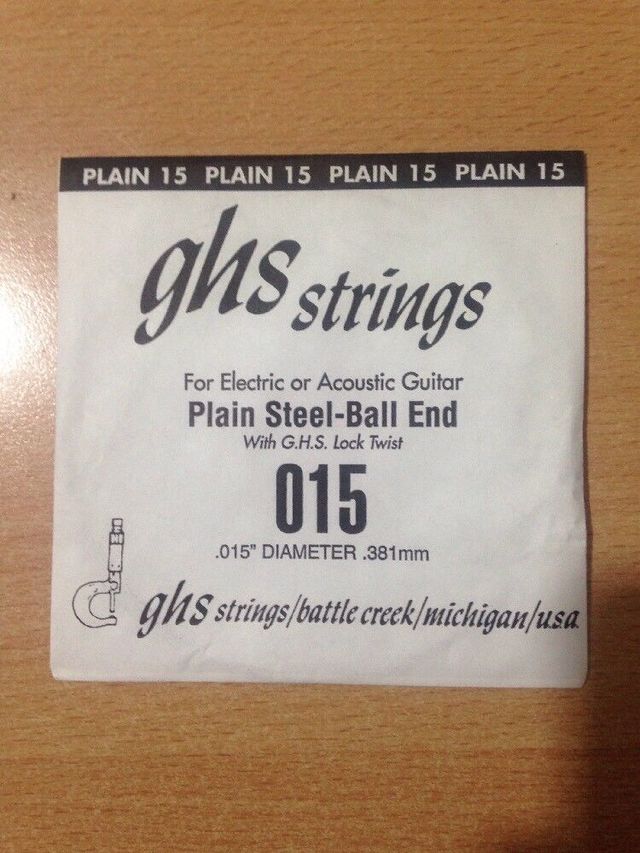 PLAIN 15 PLAIN 15 PLAIN 15 PLAIN 15
ghs strings
For Electric or Acoustic Guitar
Plain Steel-Ball End
With G.H.S. Lock Twist
015
.015" DIAMETER .381mm
ghs strings/battle creek/michigan/u.s.a.